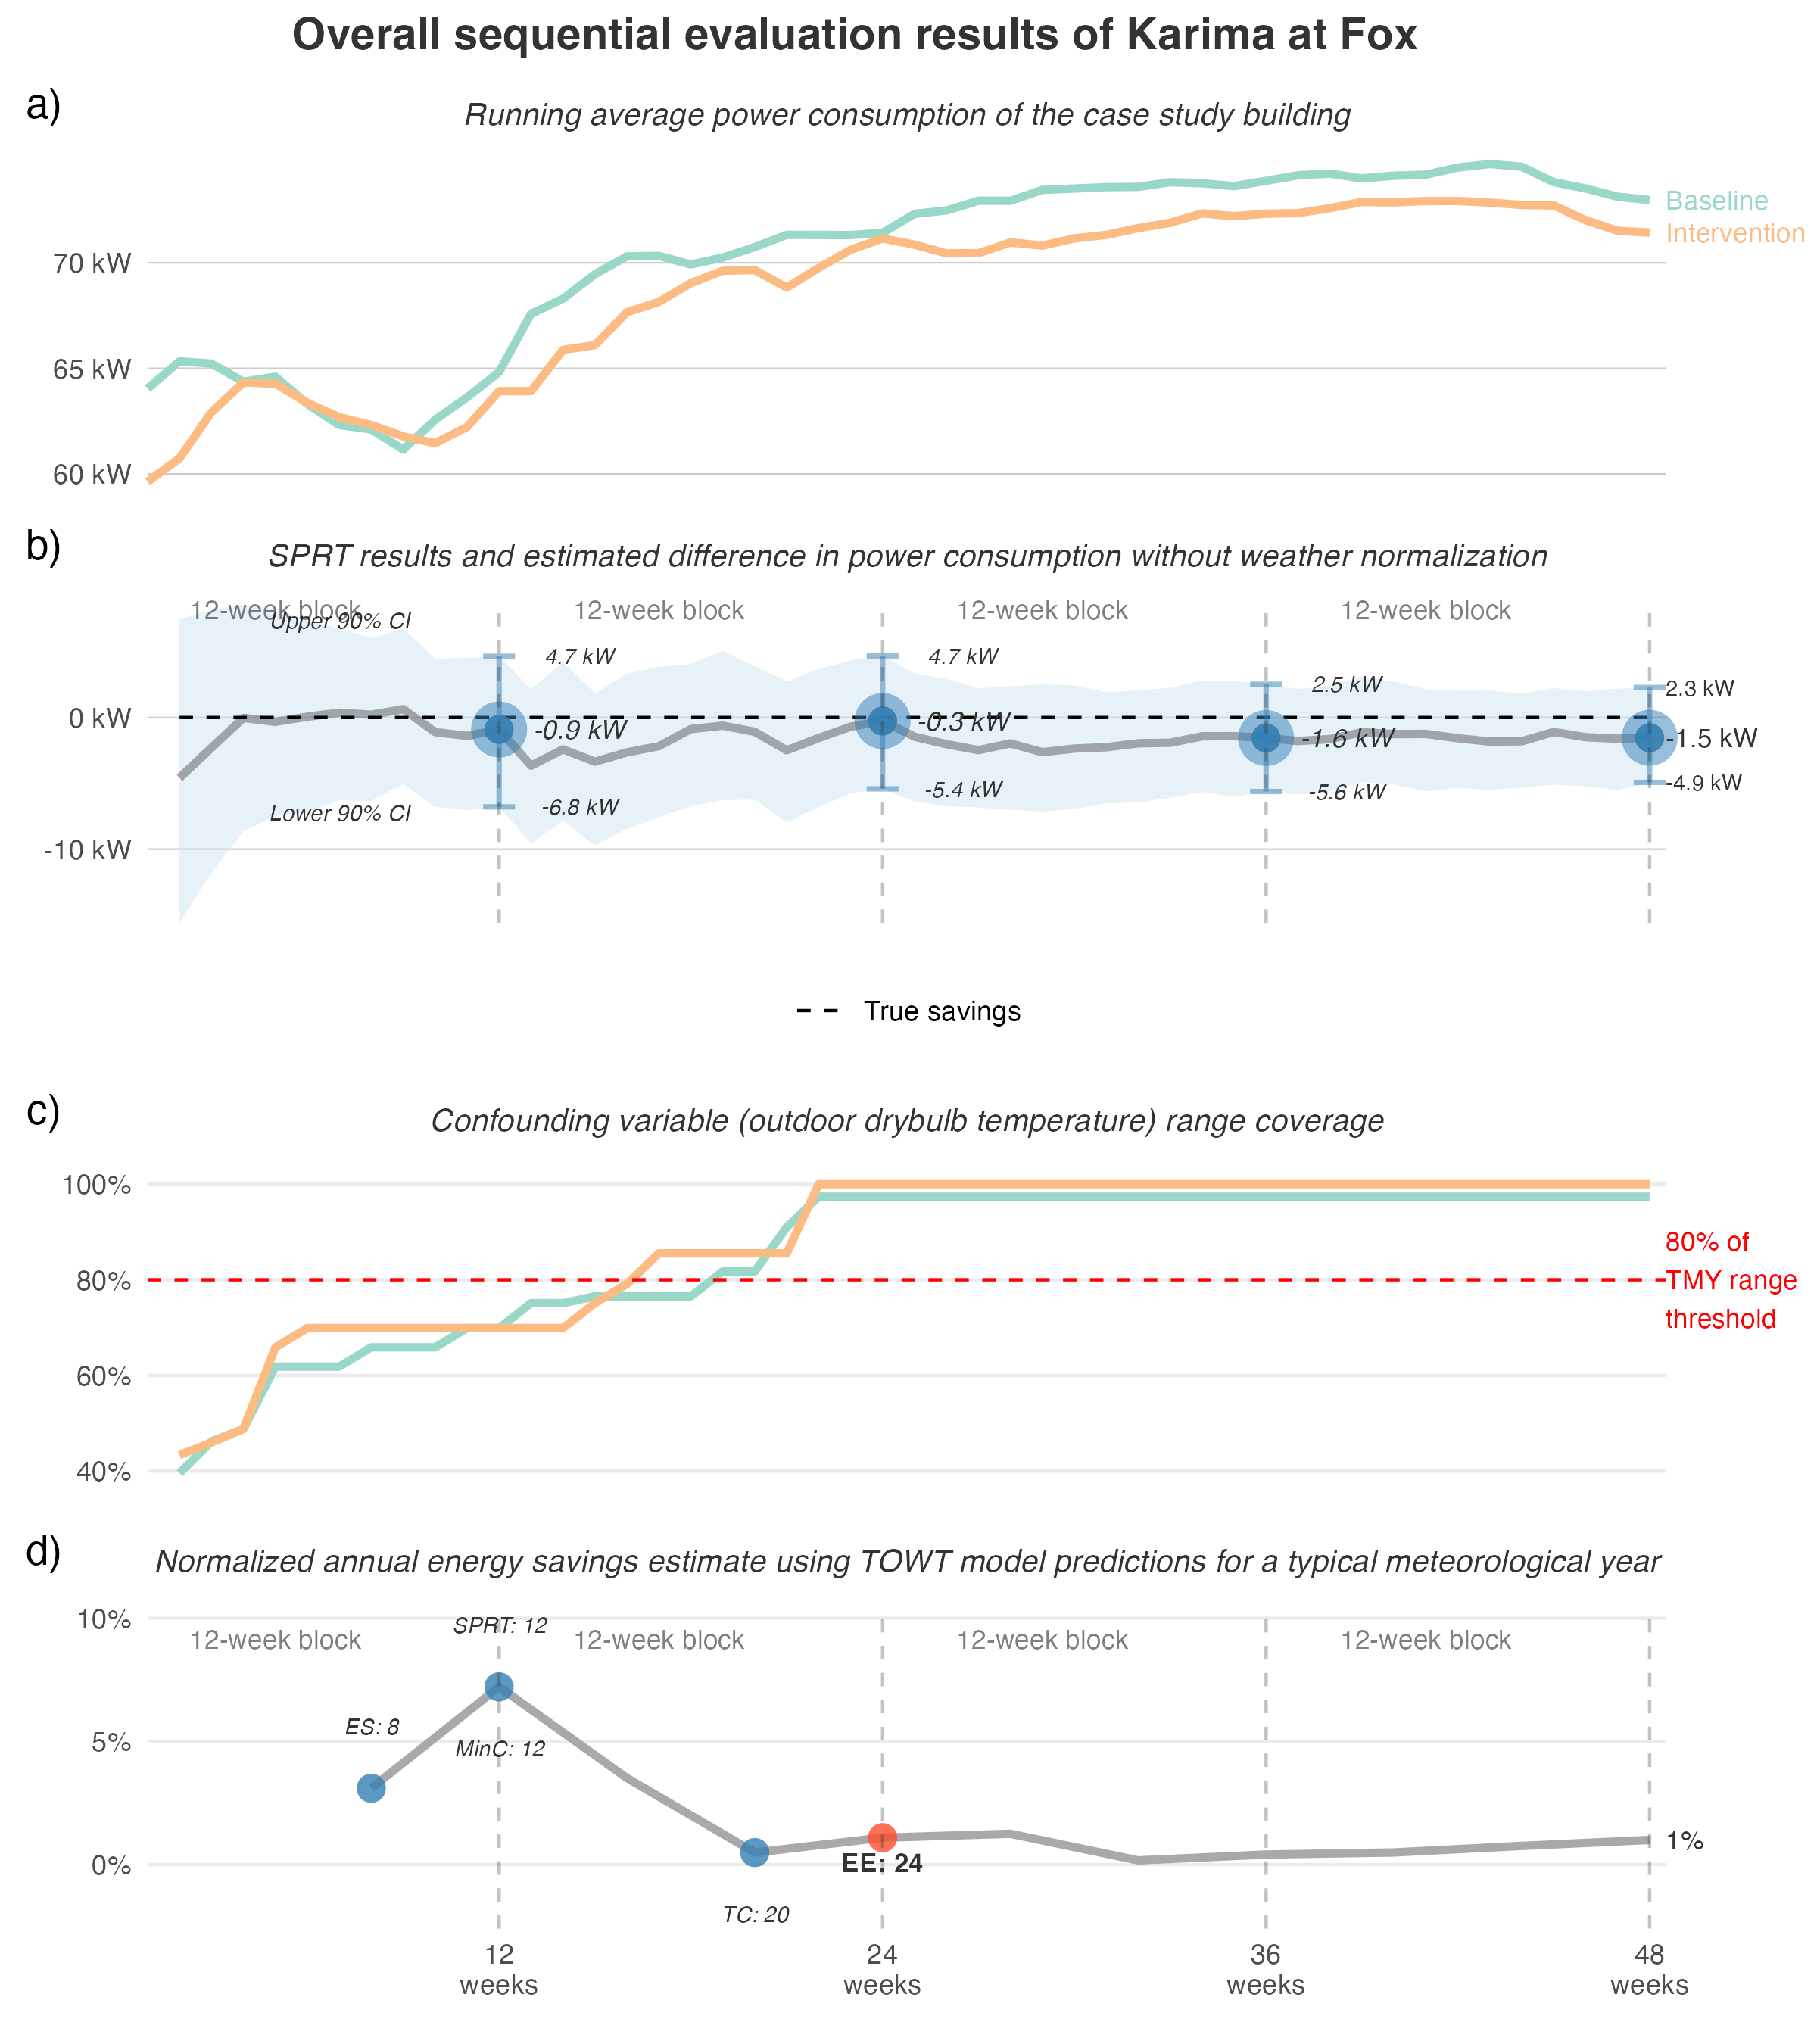 Overall sequential evaluation results of Karima at Fox
a)
Running average power consumption of the case study building
Baseline
Intervention
70 kW
65 kW
60 kW
b)
SPRT results and estimated difference in power consumption without weather normalization
12-week block
12-week block
12-week block
12-week block
Upper 90% CI
4.7 kW
4.7 kW
2.5 kW
2.3 kW
0 kW
-0.9 kW
-0.3 kW
-1.6 kW
-1.5 kW
Lower 90% CI
-6.8 kW
-5.4 kW
-5.6 kW
-4.9 kW
-10 kW
True savings
c)
Confounding variable (outdoor drybulb temperature) range coverage
100%
80%
60%
40%
80% of
TMY range
threshold
d)
Normalized annual energy savings estimate using TOWT model predictions for a typical meteorological year
10%
SPRT: 12
12-week block
12-week block
12-week block
12-week block
ES: 8
5%
MinC: 12
1%
0%
EE: 24
TC: 20
12
weeks
24
weeks
36
weeks
48
weeks